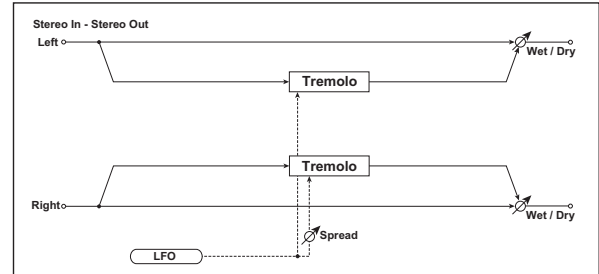 Stereo In - Stereo Out
Left
Wet / Dry
Tremolo
Tremolo
Right
Wet / Dry
Spread
LFO